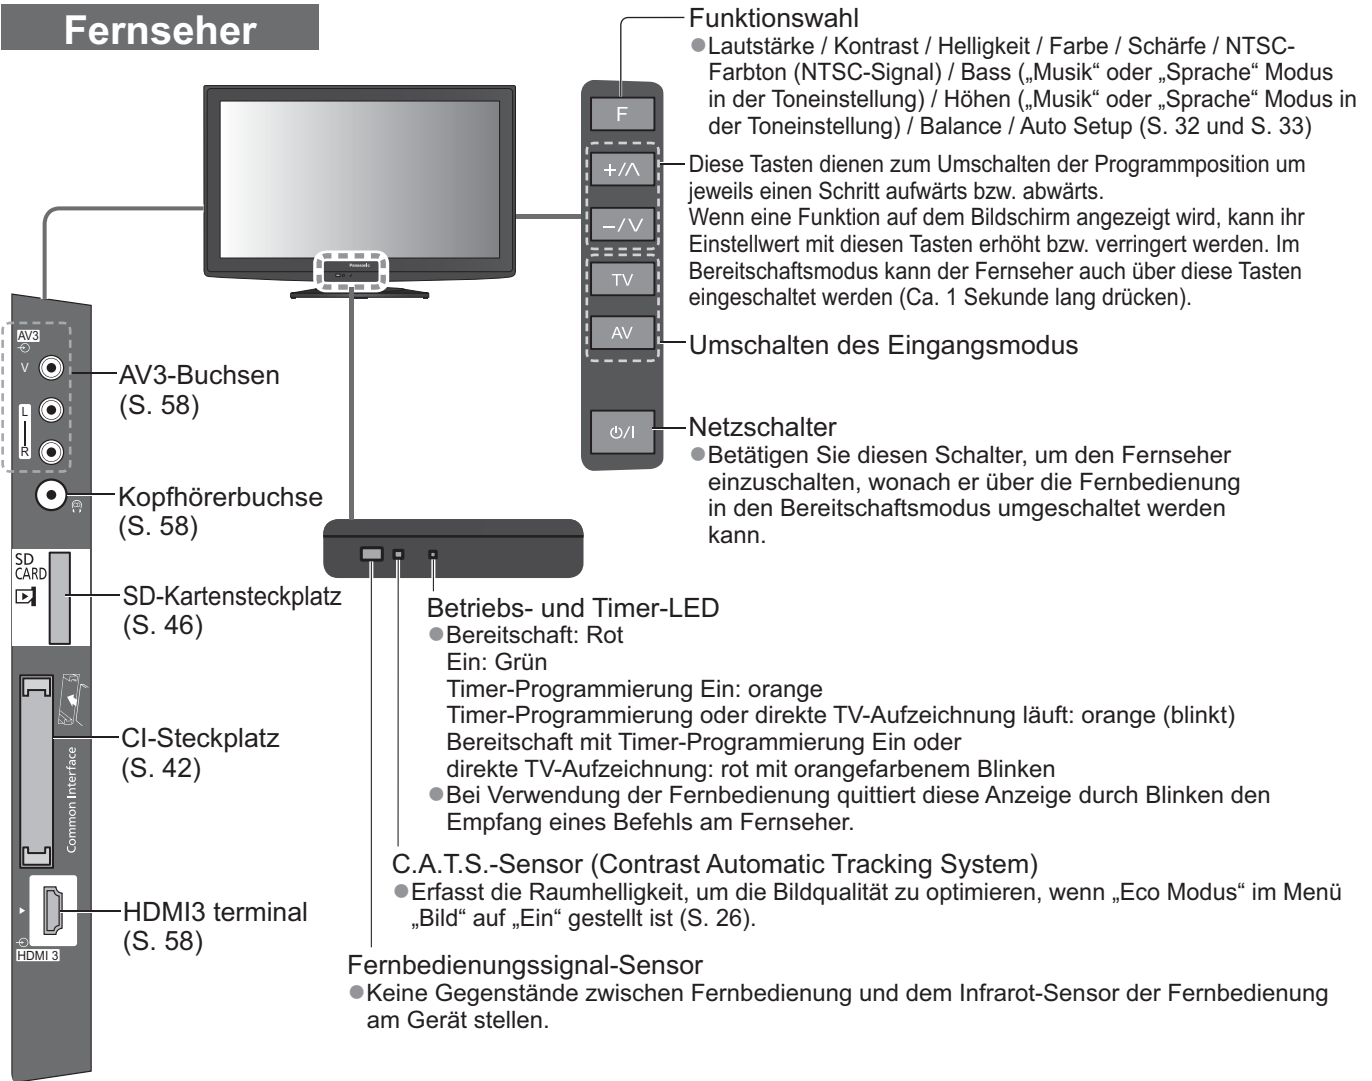 Fernseher
Funktionswahl
●Lautstärke / Kontrast / Helligkeit / Farbe / Schärfe / NTSC-
Farbton (NTSC-Signal) / Bass („Musik“ oder „Sprache“ Modus
in der Toneinstellung) / Höhen („Musik“ oder „Sprache“ Modus in
der Toneinstellung) / Balance / Auto Setup (S. 32 und S. 33)
F
+/∧
Diese Tasten dienen zum Umschalten der Programmposition um
jeweils einen Schritt aufwärts bzw. abwärts.
Wenn eine Funktion auf dem Bildschirm angezeigt wird, kann ihr
Einstellwert mit diesen Tasten erhöht bzw. verringert werden. Im
Bereitschaftsmodus kann der Fernseher auch über diese Tasten
eingeschaltet werden (Ca. 1 Sekunde lang drücken).
−/∨
TV
AV
Umschalten des Eingangsmodus
⏻/I
Netzschalter
●Betätigen Sie diesen Schalter, um den Fernseher
einzuschalten, wonach er über die Fernbedienung
in den Bereitschaftsmodus umgeschaltet werden
kann.
Panasonic
AV3
V
L
R
AV3-Buchsen
(S. 58)
Kopfhörerbuchse
(S. 58)
SD
CARD
SD-Kartensteckplatz
(S. 46)
Common Interface
CI-Steckplatz
(S. 42)
HDMI 3
HDMI3 terminal
(S. 58)
Betriebs- und Timer-LED
●Bereitschaft: Rot
Ein: Grün
Timer-Programmierung Ein: orange
Timer-Programmierung oder direkte TV-Aufzeichnung läuft: orange (blinkt)
Bereitschaft mit Timer-Programmierung Ein oder
direkte TV-Aufzeichnung: rot mit orangefarbenem Blinken
●Bei Verwendung der Fernbedienung quittiert diese Anzeige durch Blinken den
Empfang eines Befehls am Fernseher.
C.A.T.S.-Sensor (Contrast Automatic Tracking System)
●Erfasst die Raumhelligkeit, um die Bildqualität zu optimieren, wenn „Eco Modus“ im Menü
„Bild“ auf „Ein“ gestellt ist (S. 26).
Fernbedienungssignal-Sensor
●Keine Gegenstände zwischen Fernbedienung und dem Infrarot-Sensor der Fernbedienung
am Gerät stellen.